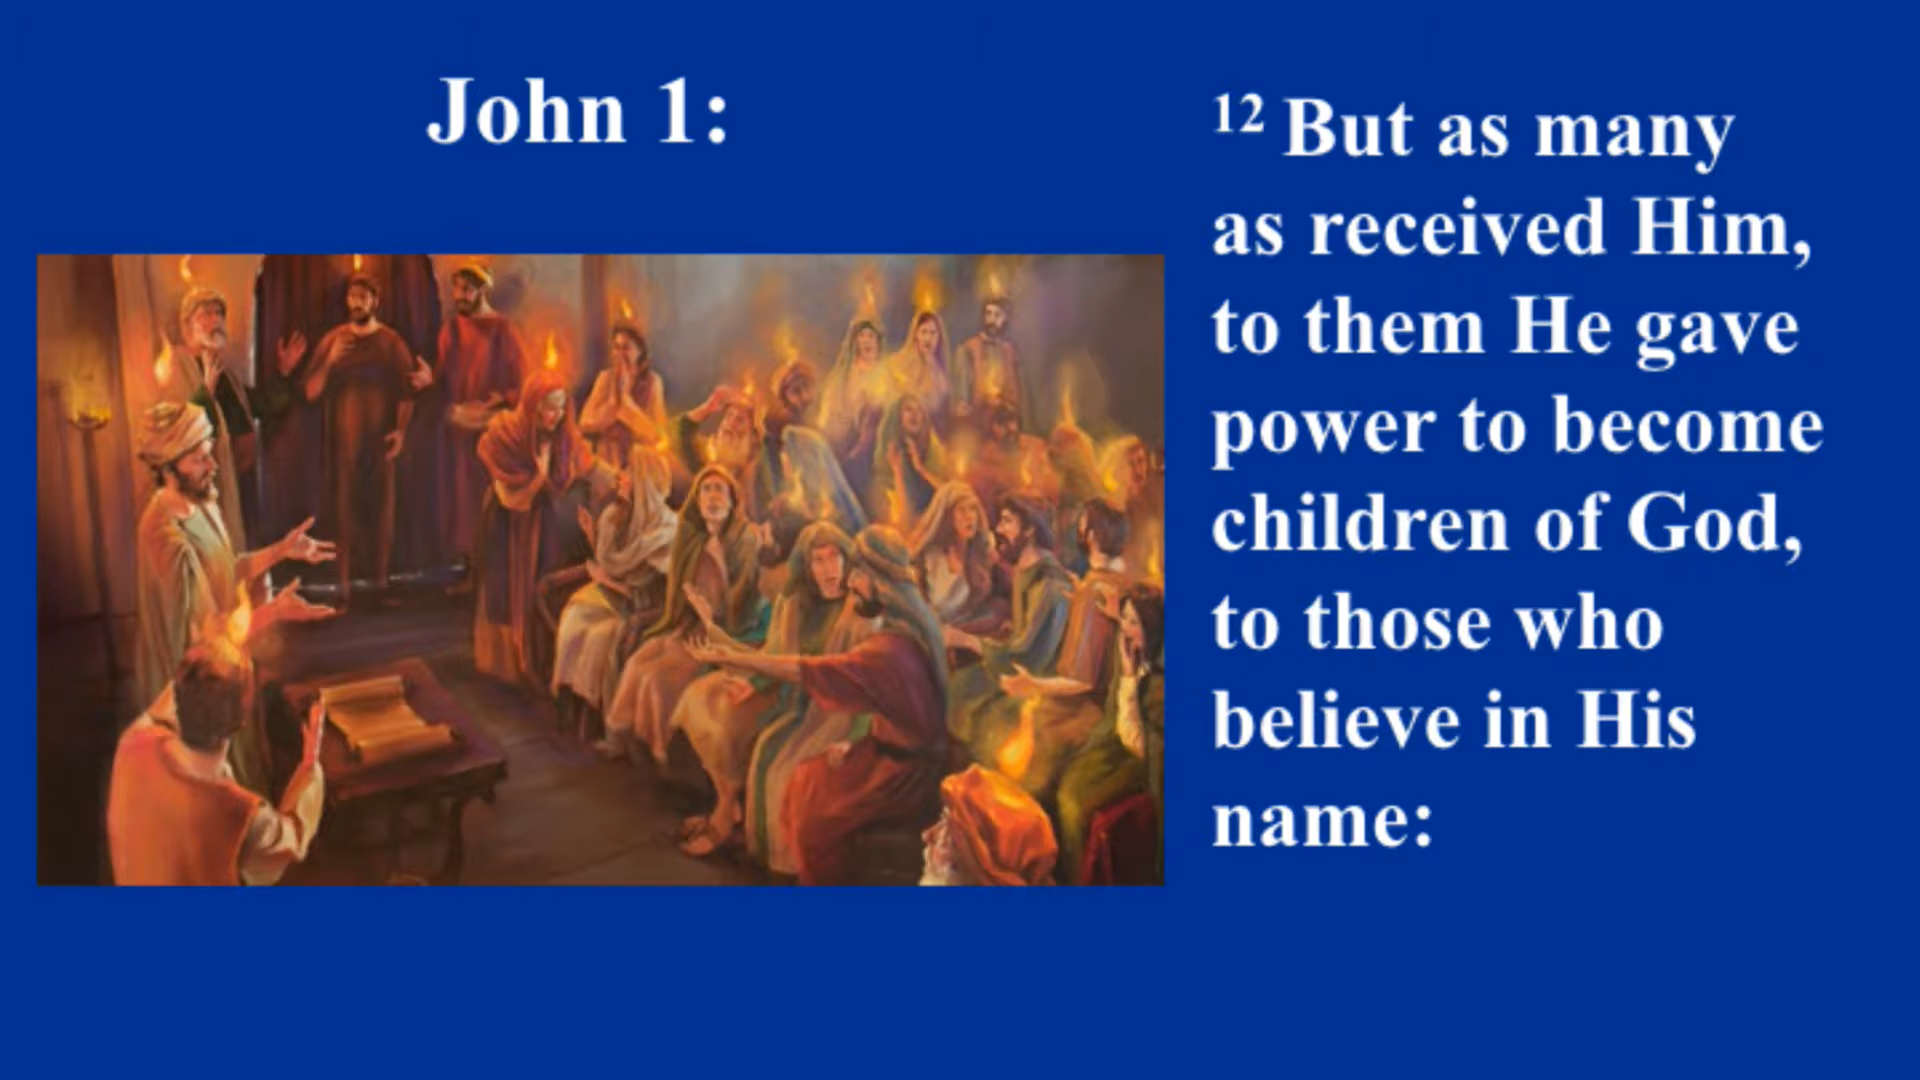 John 1:
12 But as many
as received Him,
to them He gave
power to become
children of God,
to those who
believe in His
name: